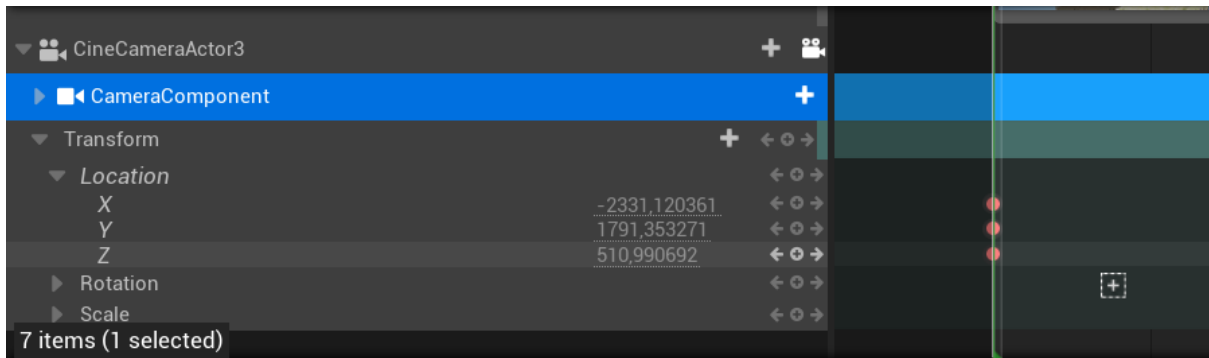 CineCameraActor3
CameraComponent
Transform
Location
X -2331,120361
Y 1791,353271
Z 510,990692
Rotation
Scale
7 items (1 selected)